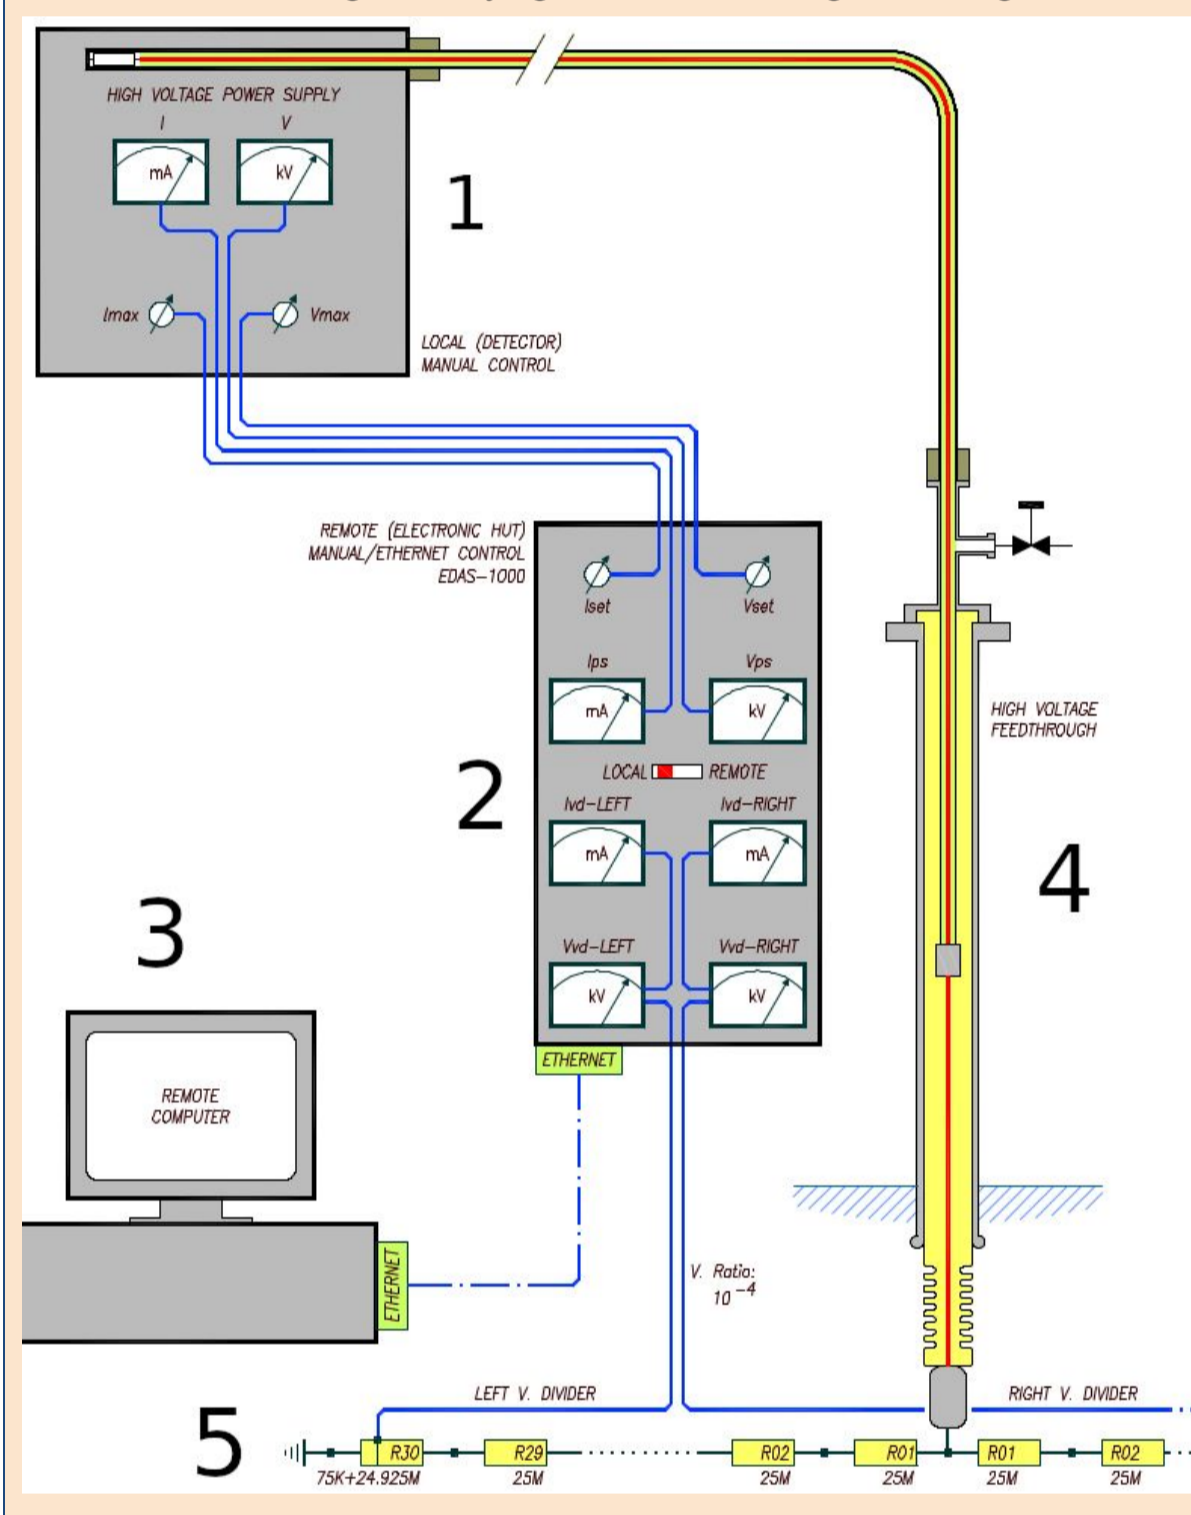 HIGH VOLTAGE POWER SUPPLY
I V
mA kV
1
Imax Vmax
LOCAL (DETECTOR)
MANUAL CONTROL
REMOTE (ELECTRONIC HUT)
MANUAL/ETHERNET CONTROL
EDAS-1000
Iset Vset
Ips Vps
mA kV
HIGH VOLTAGE
FEEDTHROUGH
2
LOCAL REMOTE
Ivd-LEFT Ivd-RIGHT
mA mA
4
3
Vvd-LEFT Vvd-RIGHT
kV kV
ETHERNET
REMOTE
COMPUTER
ETHERNET
V. Ratio:
10⁻⁴
LEFT V. DIVIDER
RIGHT V. DIVIDER
5
R30 R29 R02 R01 R01 R02
75K+24.925M 25M 25M 25M 25M 25M